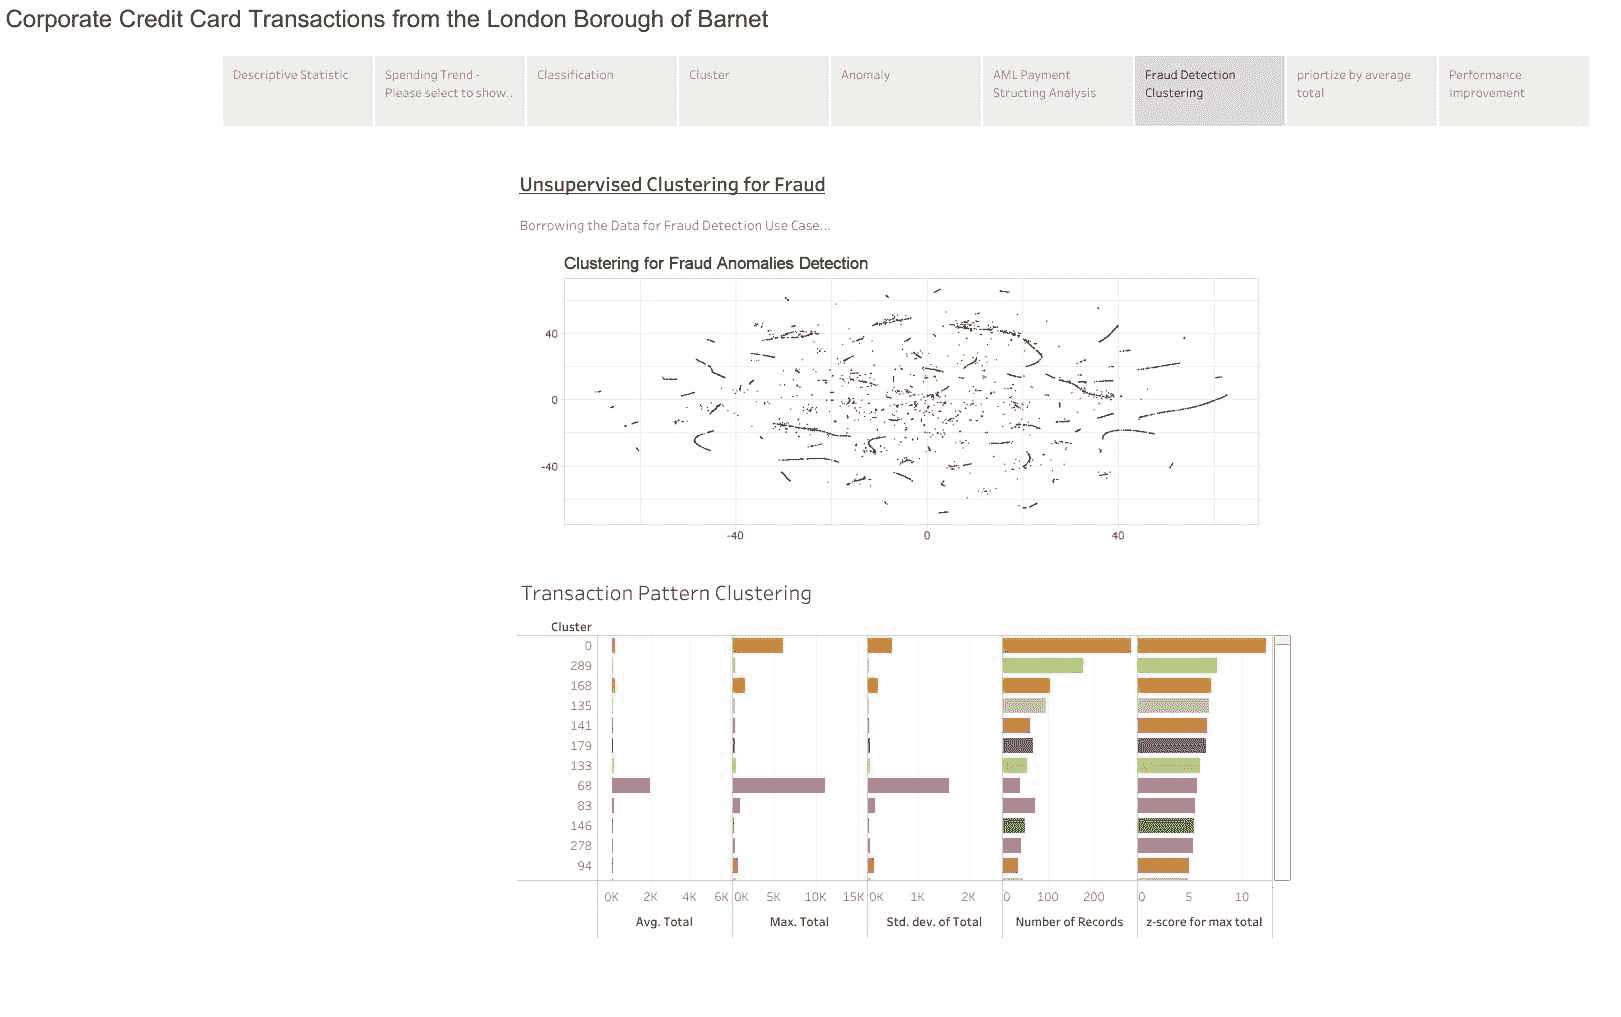 Corporate Credit Card Transactions from the London Borough of Barnet
Descriptive Statistic
Spending Trend -
Please select to show..
Classification
Cluster
Anomaly
AML Payment
Structing Analysis
Fraud Detection
Clustering
priortize by average
total
Performance
Improvement
Unsupervised Clustering for Fraud
Borrowing the Data for Fraud Detection Use Case...
Clustering for Fraud Anomalies Detection
40
0
-40
-40 0 40
Transaction Pattern Clustering
Cluster
0
289
168
135
141
179
133
68
83
146
278
94
0K 2K 4K 6K 0K 5K 10K 15K 0K 1K 2K 0 100 200 0 5 10
Avg. Total Max. Total Std. dev. of Total Number of Records z-score for max total